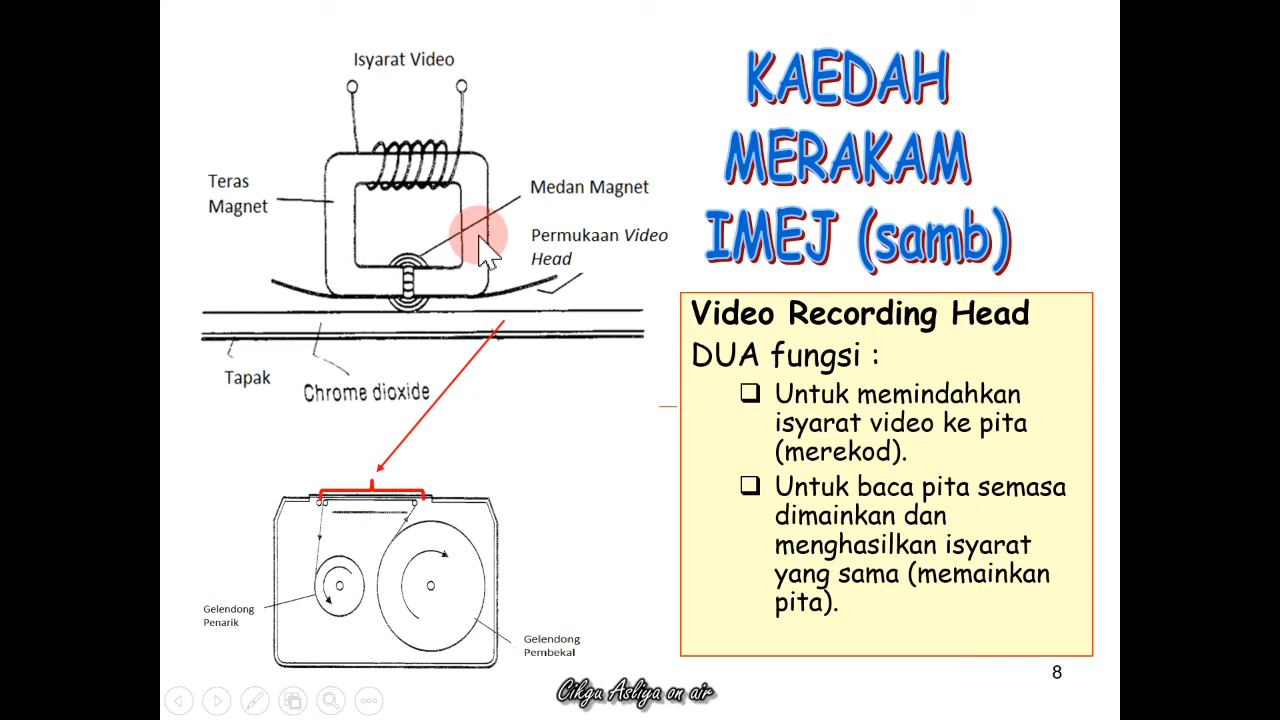 Isyarat Video
Teras
Magnet
Medan Magnet
Permukaan Video
Head
Tapak
Chrome dioxide
Gelendong
Penarik
Gelendong
Pembekal
KAEDAH
MERAKAM
IMEJ (samb)
Video Recording Head
DUA fungsi :
Untuk memindahkan
isyarat video ke pita
(merekod).
Untuk baca pita semasa
dimainkan dan
menghasilkan isyarat
yang sama (memainkan
pita).
8
Cikgu Asliya on air